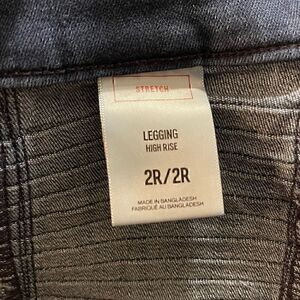 STRETCH
LEGGING
HIGH RISE
2R/2R
MADE IN BANGLADESH
FABRIQUÉ AU BANGLADESH